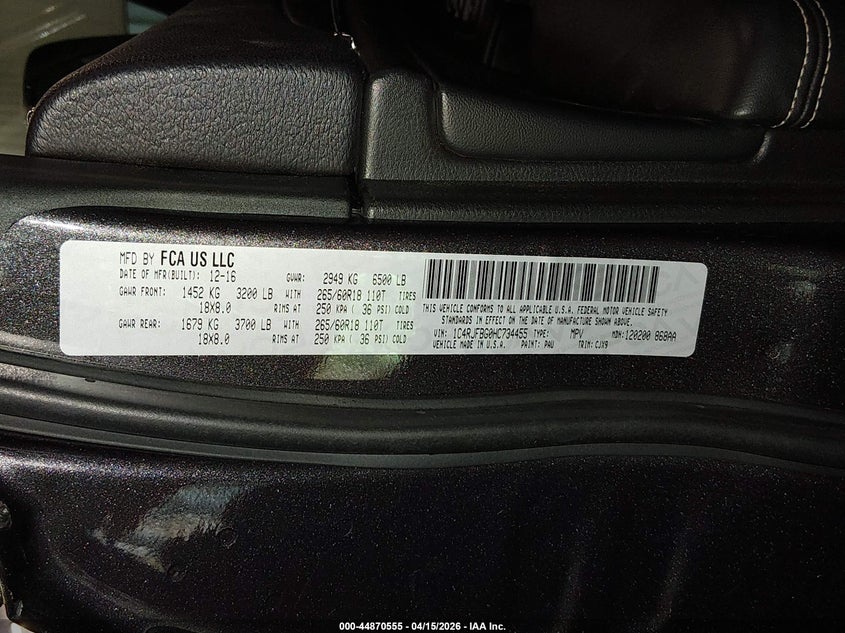 MFD BY FCA US LLC
DATE OF MFR(BUILT): 12-16 GVWR: 2949 KG 6500 LB
GAWR FRONT: 1452 KG 3200 LB WITH 265/60R18 110T TIRES
18X8.0 RIMS AT 250 KPA ( 36 PSI) COLD
GAWR REAR: 1679 KG 3700 LB WITH 265/60R18 110T TIRES
18X8.0 RIMS AT 250 KPA ( 36 PSI) COLD
THIS VEHICLE CONFORMS TO ALL APPLICABLE U.S.A. FEDERAL MOTOR VEHICLE SAFETY
STANDARDS IN EFFECT ON THE DATE OF MANUFACTURE SHOWN ABOVE.
VIN: 1C4RJFBG0HC734455 TYPE: MPV MDH:120200 868AA
VEHICLE MADE IN U.S.A. PAINT: PAU TRIM: CJX9
000-44870555 - 04/15/2026 - IAA Inc.